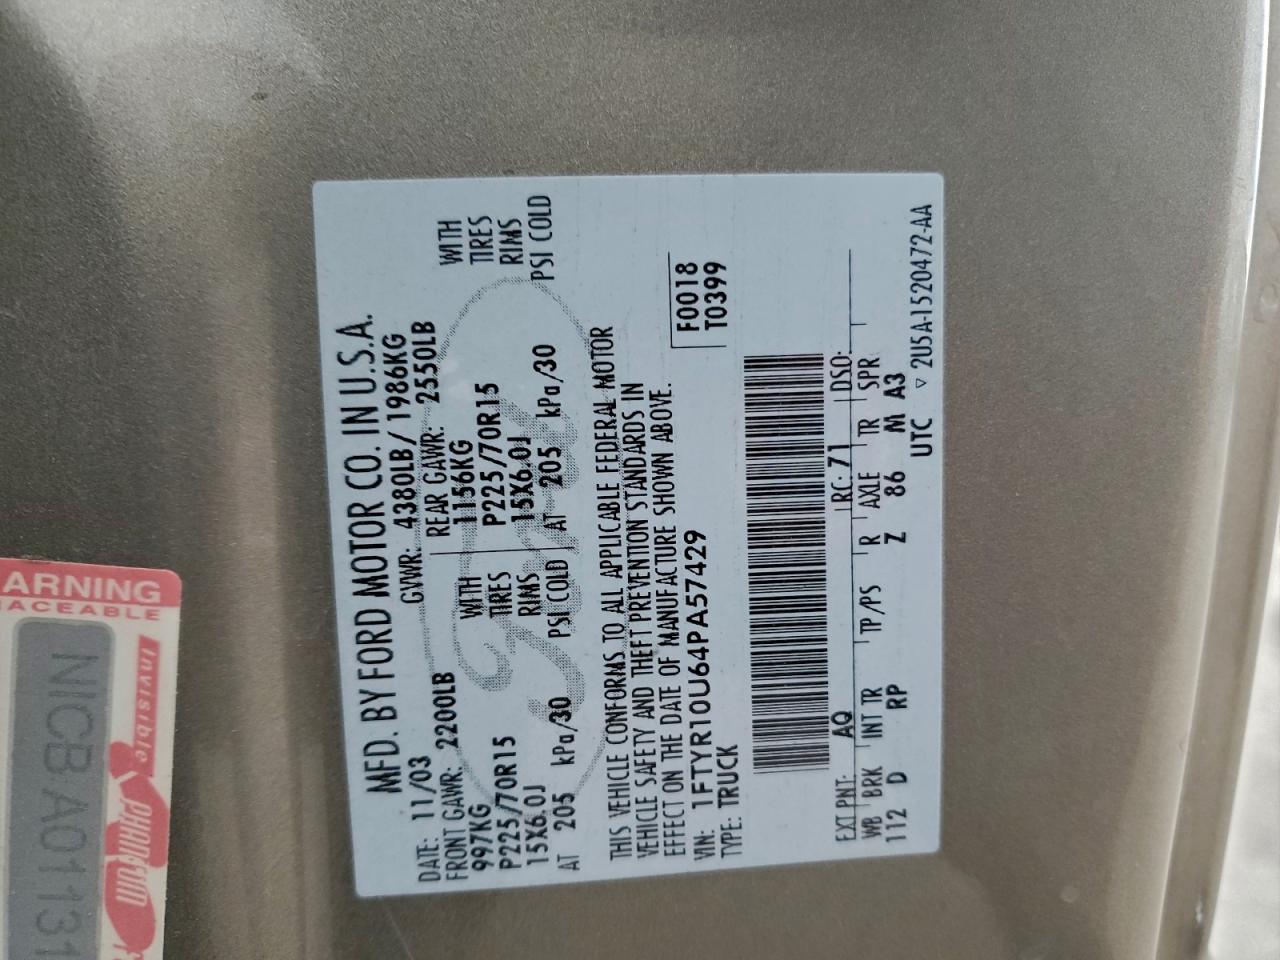 MFD. BY FORD MOTOR CO. IN U.S.A.
DATE: 11/03 GVWR: 4380LB/ 1986KG
FRONT GAWR: 2200LB REAR GAWR: 2550LB
997KG WITH 1156KG WITH
P225/70R15 TIRES P225/70R15 TIRES
15X6.0J RIMS 15X6.0J RIMS
AT 205 kPa/30 PSI COLD AT 205 kPa/30 PSI COLD
THIS VEHICLE CONFORMS TO ALL APPLICABLE FEDERAL MOTOR
VEHICLE SAFETY AND THEFT PREVENTION STANDARDS IN
EFFECT ON THE DATE OF MANUFACTURE SHOWN ABOVE.
VIN: 1FTYR10U64PA57429 F0018
TYPE: TRUCK T0399
EXT PNT: AQ RC: 71 DSO:
WB BRK INT TR TP/PS R AXLE TR SPR
112 D RP Z 86 M A3
UTC ▽ 2U5A-1520472-AA
ARNING
ACEABLE
Invisible
NICB A01131